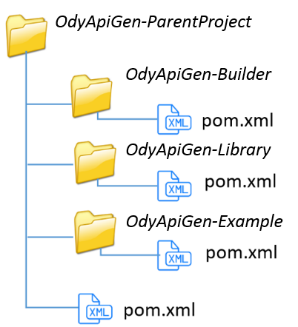 OdyApiGen-ParentProject
OdyApiGen-Builder
XML pom.xml
OdyApiGen-Library
XML pom.xml
OdyApiGen-Example
XML pom.xml
XML pom.xml